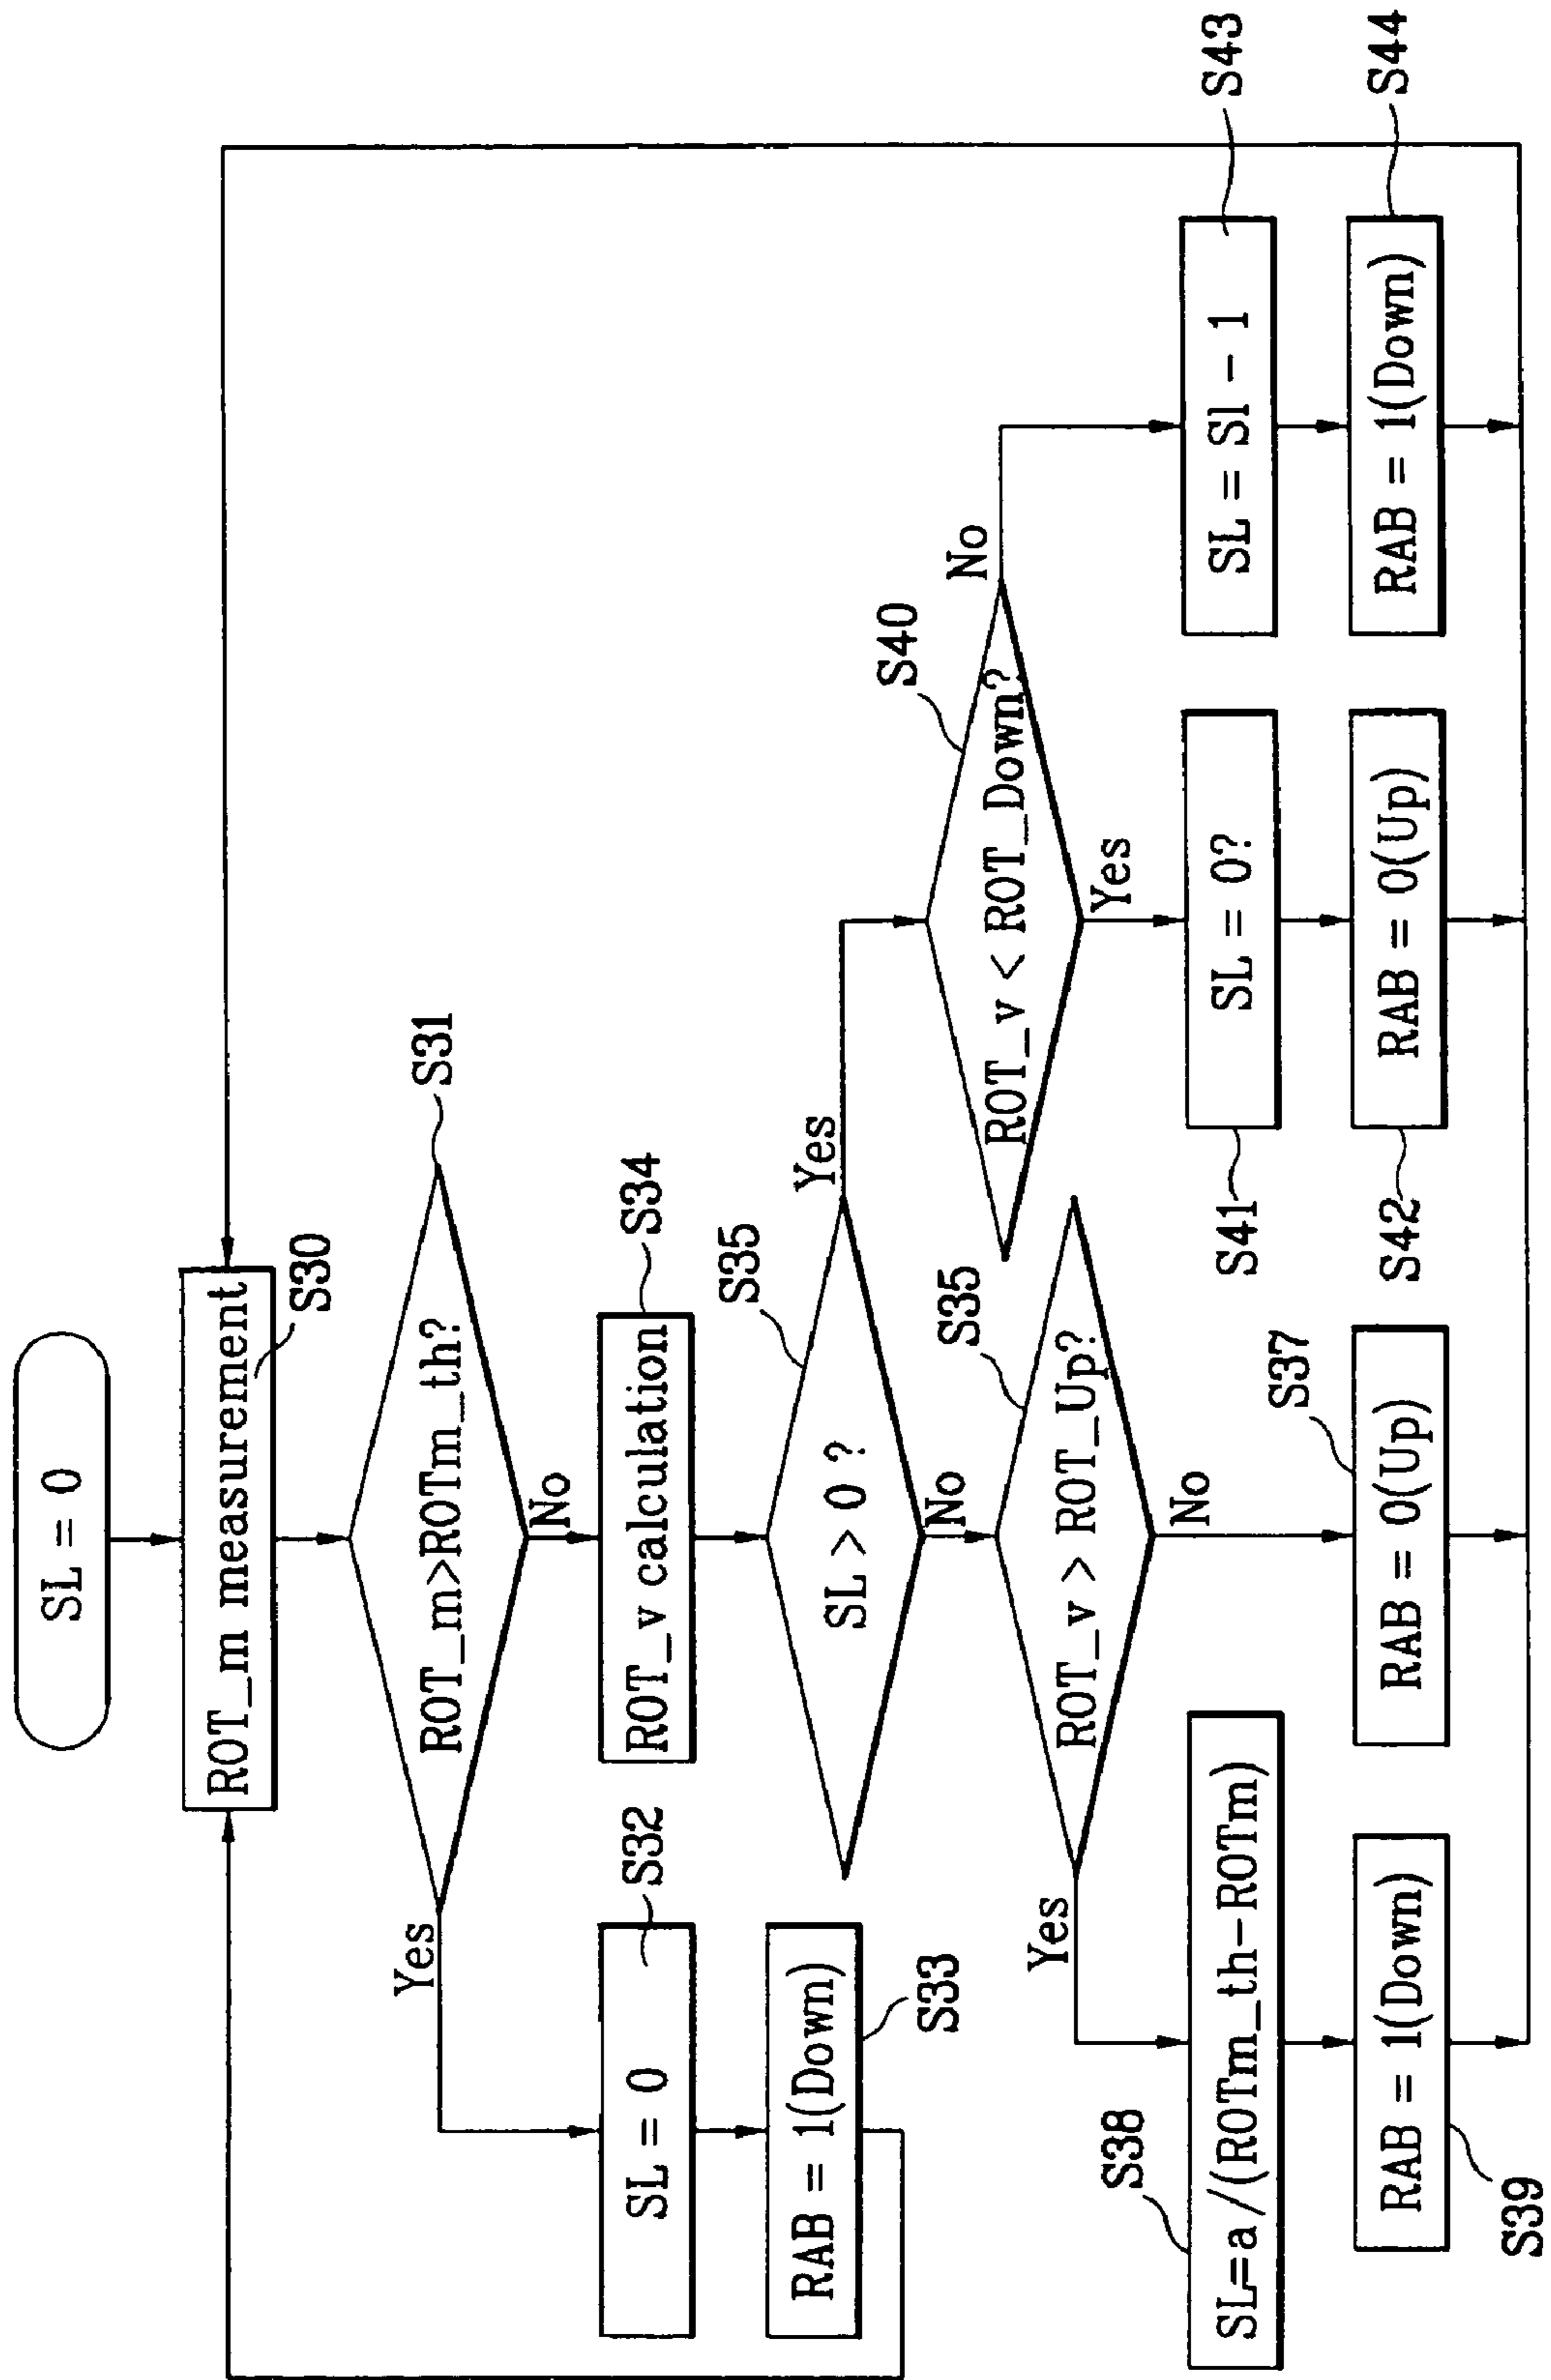 SL = 0
ROT_m measurement
S30
ROT_m>ROTm_th?
S31
Yes
No
SL = 0
S32
ROT_v calculation
S34
RAB = 1(Down)
S33
SL > 0 ?
S35
Yes
No
ROT_v > ROT_Up?
S35
ROT_v < ROT_Down?
S40
Yes
No
Yes
No
S38
SL=a/(ROTm_th-ROTm)
SL = 0?
S41
SL = Sl - 1
S43
RAB = 1(Down)
S39
RAB = 0(Up)
S37
RAB = 0(Up)
S42
RAB = 1(Down)
S44